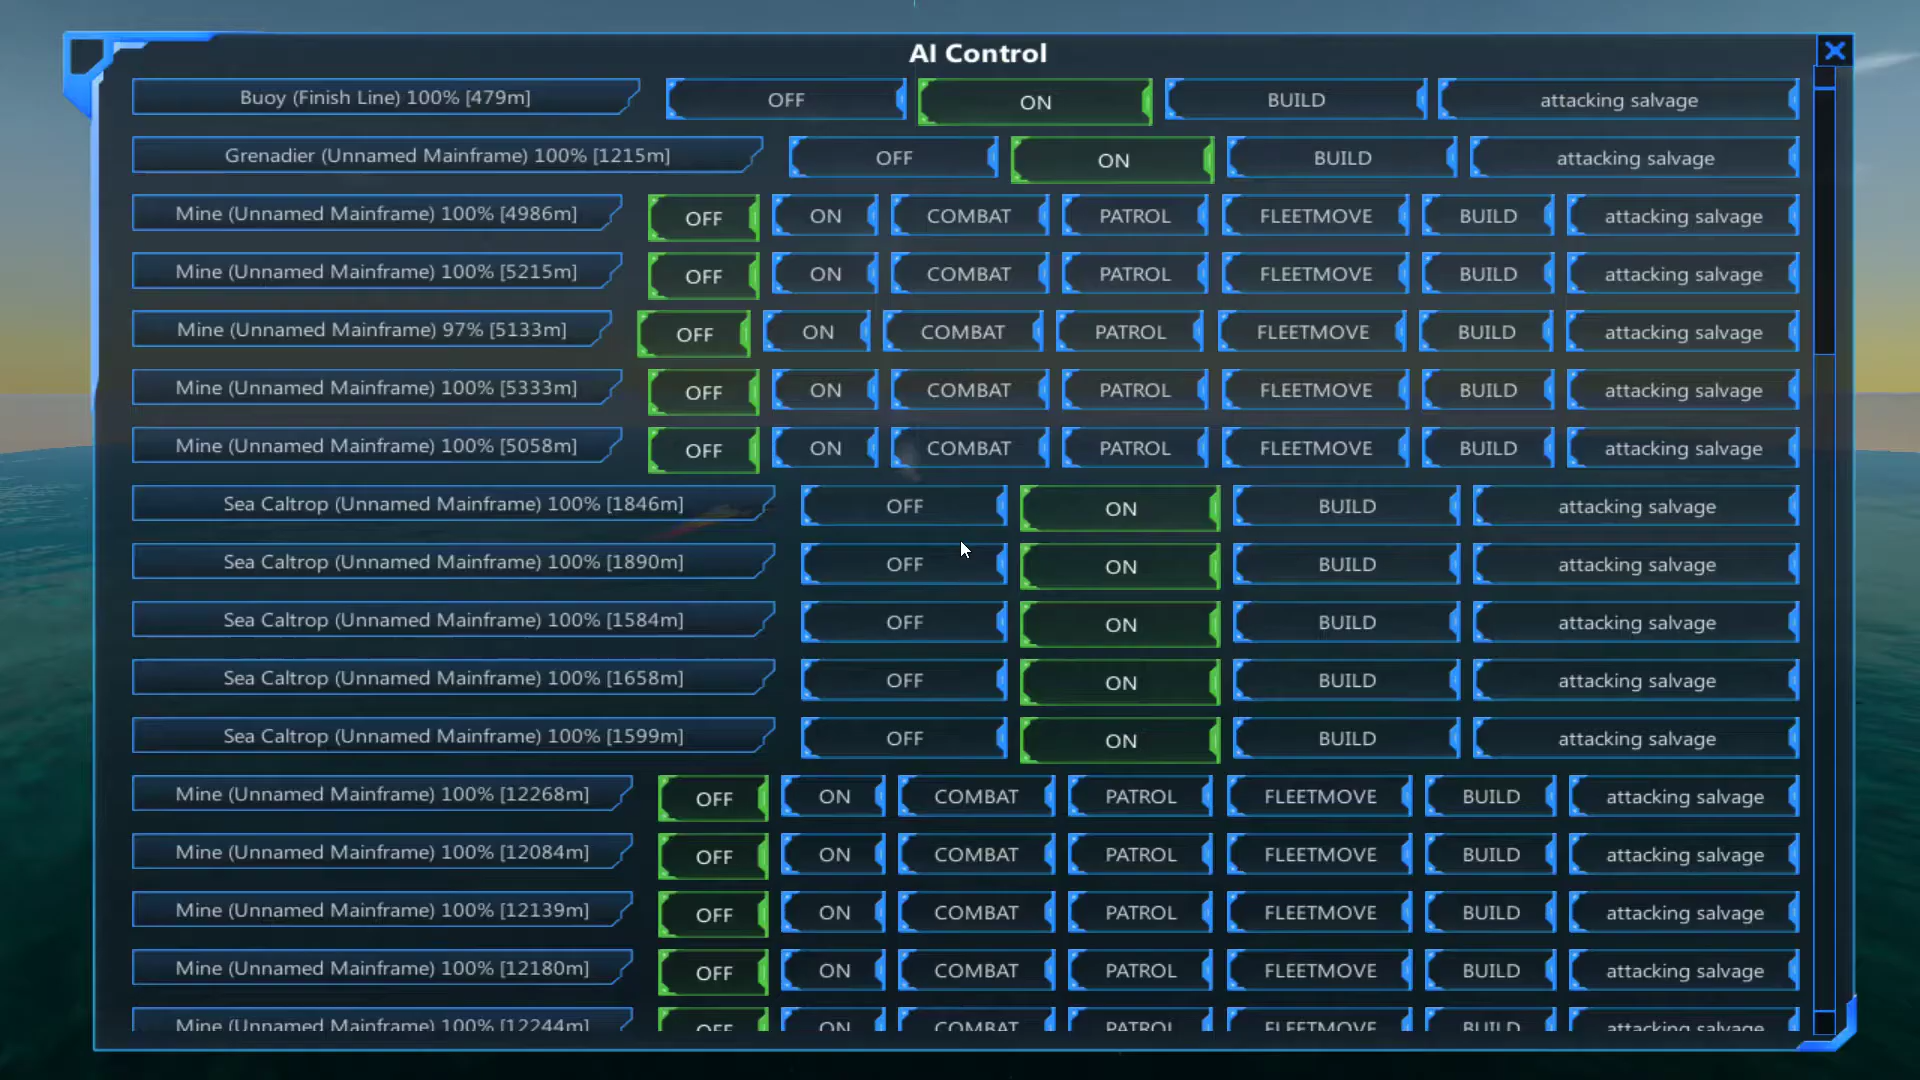 AI Control
Buoy (Finish Line) 100% [479m] OFF ON BUILD attacking salvage
Grenadier (Unnamed Mainframe) 100% [1215m] OFF ON BUILD attacking salvage
Mine (Unnamed Mainframe) 100% [4986m] OFF ON COMBAT PATROL FLEETMOVE BUILD attacking salvage
Mine (Unnamed Mainframe) 100% [5215m] OFF ON COMBAT PATROL FLEETMOVE BUILD attacking salvage
Mine (Unnamed Mainframe) 97% [5133m] OFF ON COMBAT PATROL FLEETMOVE BUILD attacking salvage
Mine (Unnamed Mainframe) 100% [5333m] OFF ON COMBAT PATROL FLEETMOVE BUILD attacking salvage
Mine (Unnamed Mainframe) 100% [5058m] OFF ON COMBAT PATROL FLEETMOVE BUILD attacking salvage
Sea Caltrop (Unnamed Mainframe) 100% [1846m] OFF ON BUILD attacking salvage
Sea Caltrop (Unnamed Mainframe) 100% [1890m] OFF ON BUILD attacking salvage
Sea Caltrop (Unnamed Mainframe) 100% [1584m] OFF ON BUILD attacking salvage
Sea Caltrop (Unnamed Mainframe) 100% [1658m] OFF ON BUILD attacking salvage
Sea Caltrop (Unnamed Mainframe) 100% [1599m] OFF ON BUILD attacking salvage
Mine (Unnamed Mainframe) 100% [12268m] OFF ON COMBAT PATROL FLEETMOVE BUILD attacking salvage
Mine (Unnamed Mainframe) 100% [12084m] OFF ON COMBAT PATROL FLEETMOVE BUILD attacking salvage
Mine (Unnamed Mainframe) 100% [12139m] OFF ON COMBAT PATROL FLEETMOVE BUILD attacking salvage
Mine (Unnamed Mainframe) 100% [12180m] OFF ON COMBAT PATROL FLEETMOVE BUILD attacking salvage
Mine (Unnamed Mainframe) 100% [12244m] OFF ON COMBAT PATROL FLEETMOVE BUILD attacking salvage